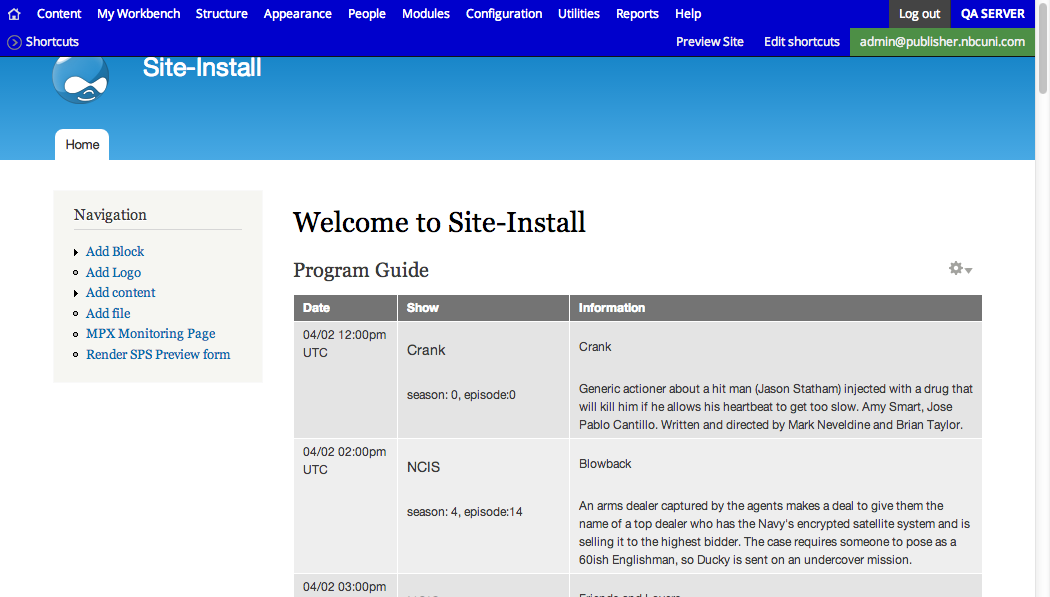 Content My Workbench Structure Appearance People Modules Configuration Utilities Reports Help Log out QA SERVER
Shortcuts Preview Site Edit shortcuts admin@publisher.nbcuni.com
Site-Install
Home
Navigation
Add Block
Add Logo
Add content
Add file
MPX Monitoring Page
Render SPS Preview form
Welcome to Site-Install
Program Guide
Date Show Information
04/02 12:00pm
UTC
Crank
season: 0, episode:0
Crank
Generic actioner about a hit man (Jason Statham) injected with a drug that
will kill him if he allows his heartbeat to get too slow. Amy Smart, Jose
Pablo Cantillo. Written and directed by Mark Neveldine and Brian Taylor.
04/02 02:00pm
UTC
NCIS
season: 4, episode:14
Blowback
An arms dealer captured by the agents makes a deal to give them the
name of a top dealer who has the Navy's encrypted satellite system and is
selling it to the highest bidder. The case requires someone to pose as a
60ish Englishman, so Ducky is sent on an undercover mission.
04/02 03:00pm